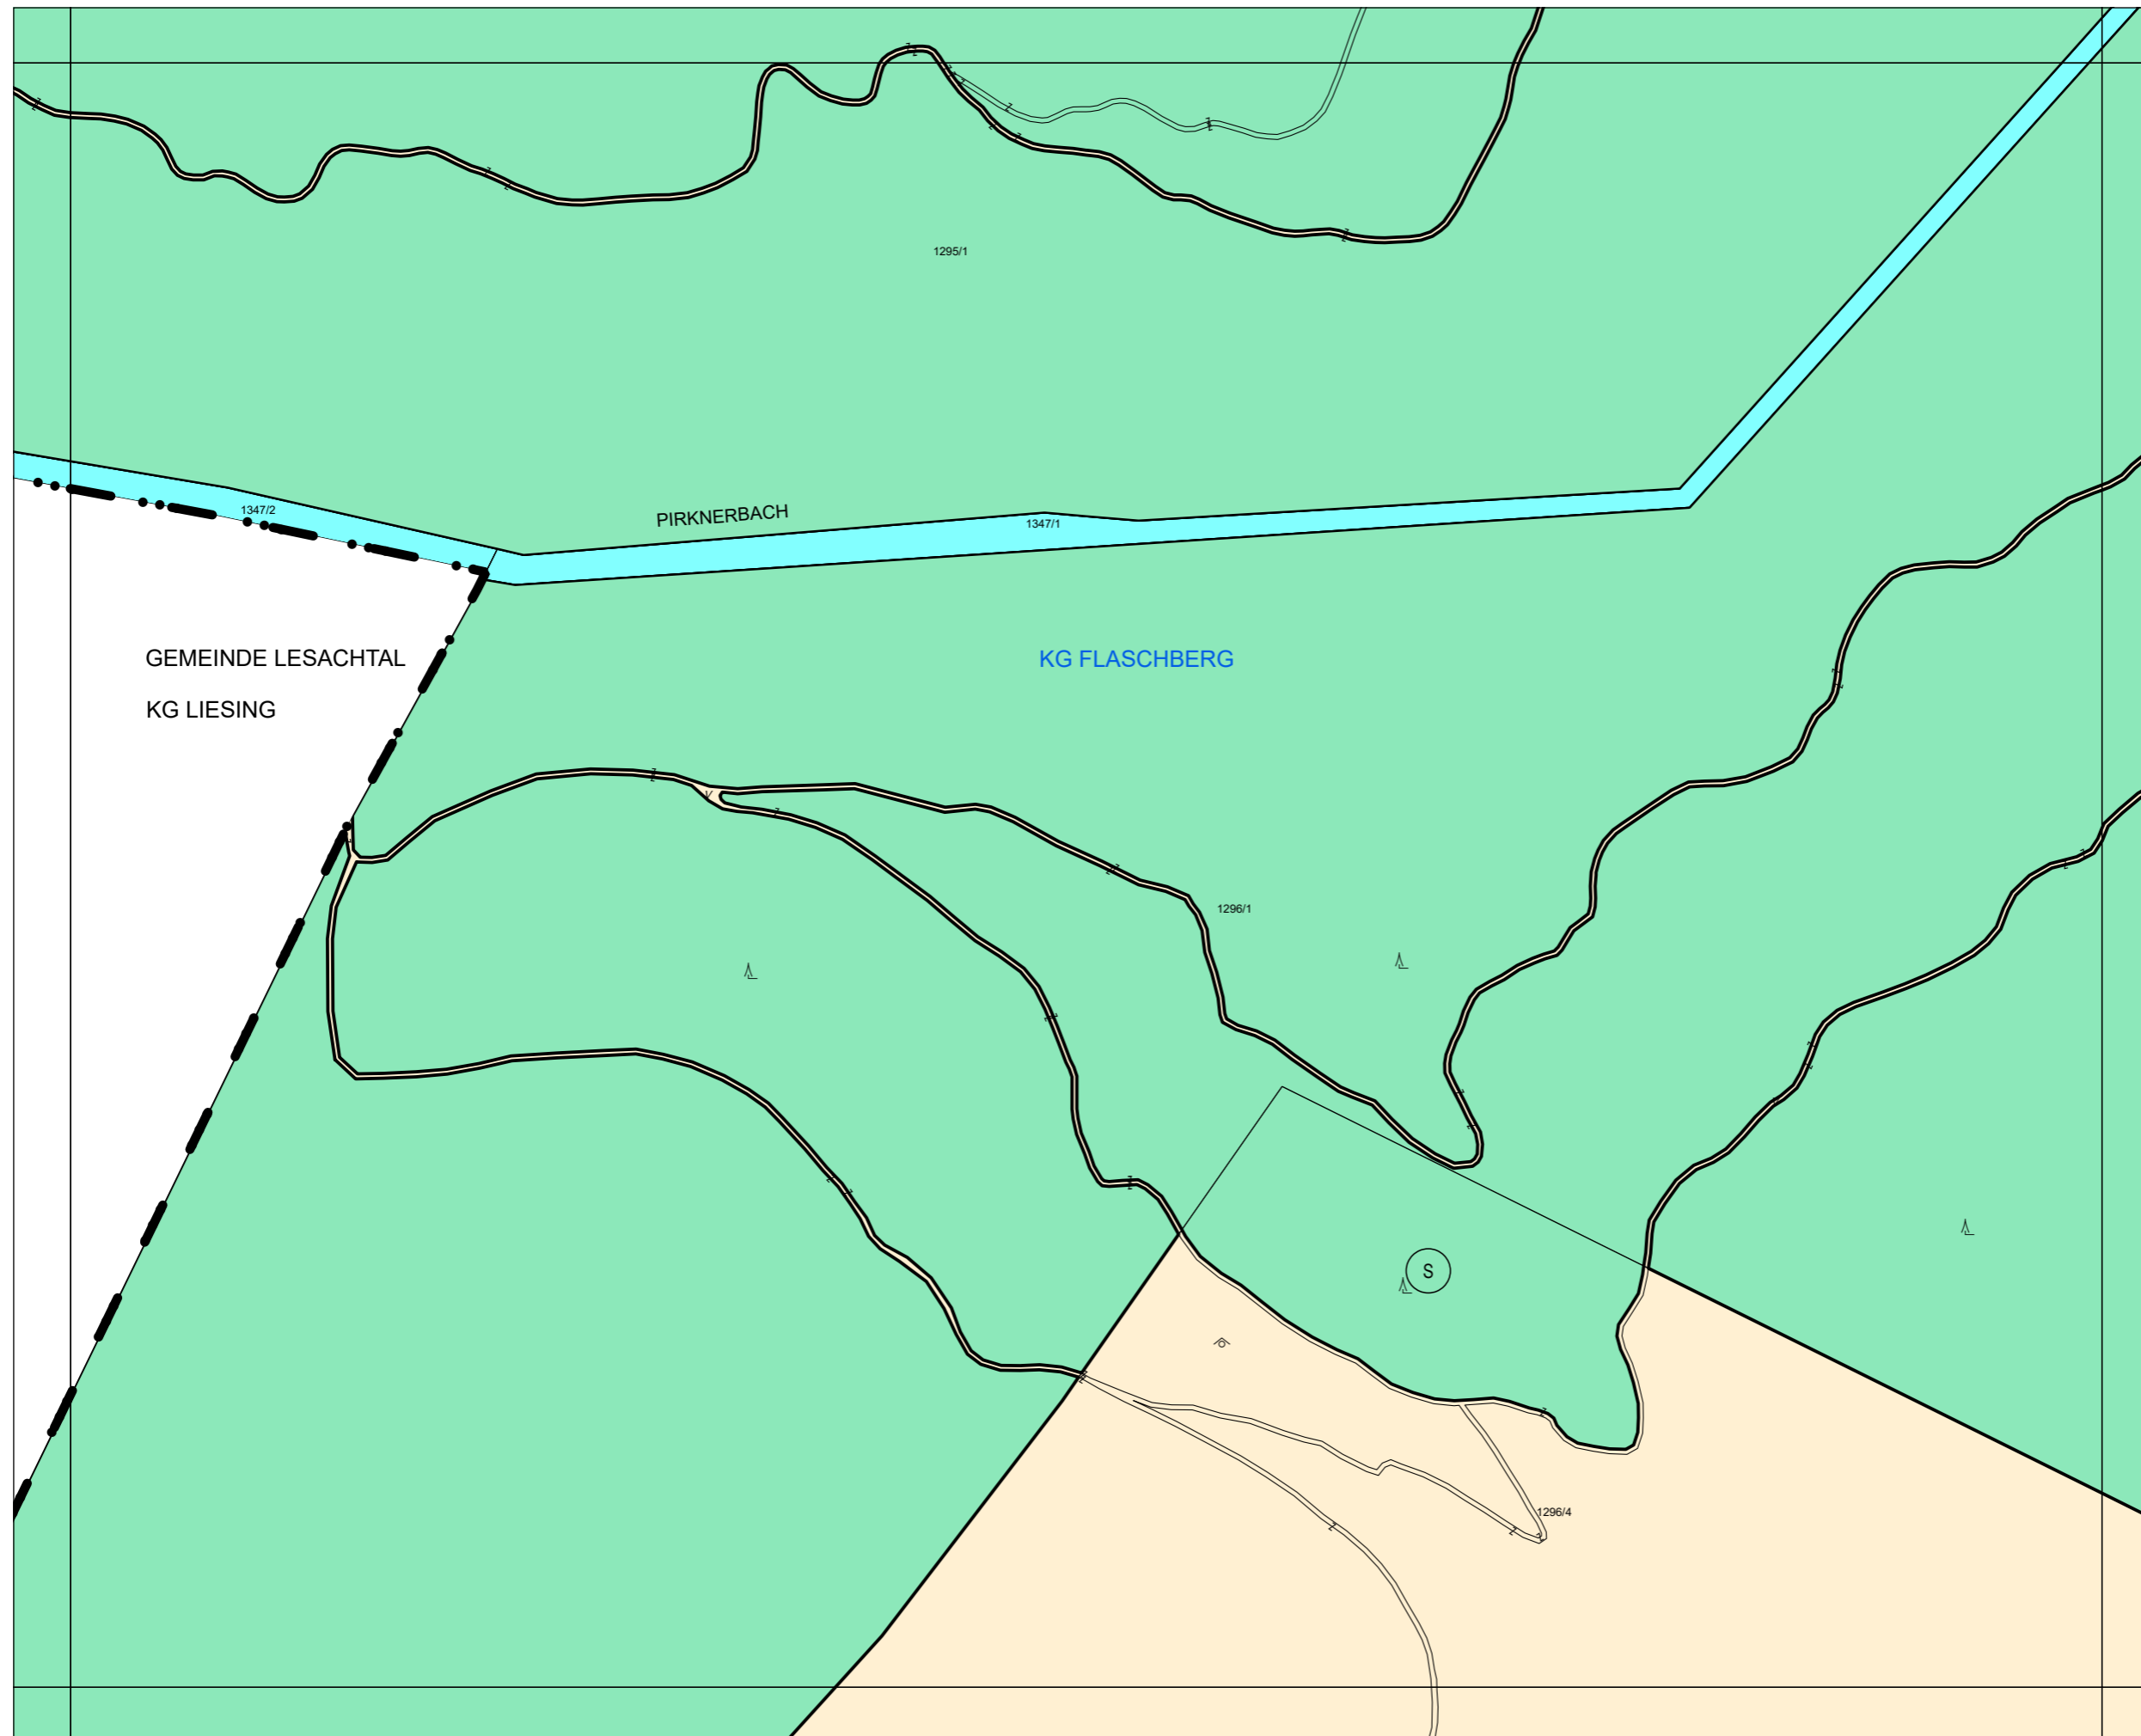 1295/1
PIRKNERBACH
1347/2
1347/1
GEMEINDE LESACHTAL
KG FLASCHBERG
KG LIESING
1296/1
S
1296/4